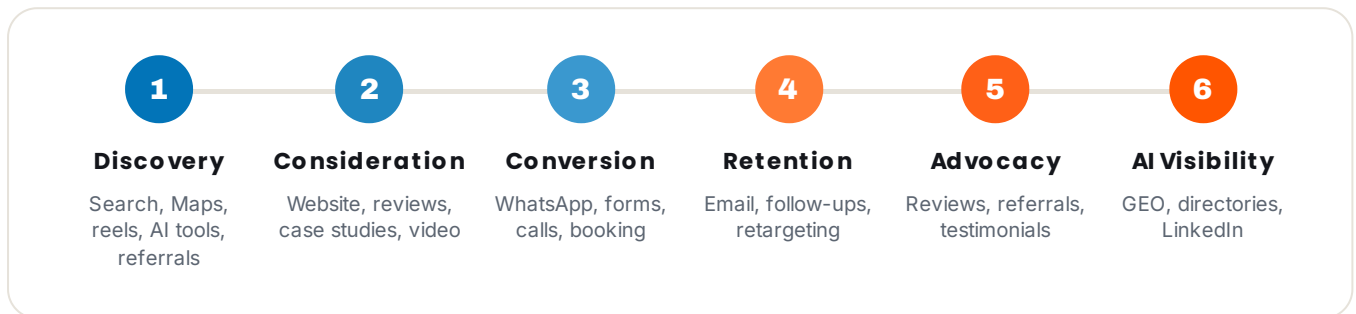 1
2
3
4
5
6
Discovery
Search, Maps,
reels, AI tools,
referrals
Consideration
Website, reviews,
case studies, video
Conversion
WhatsApp, forms,
calls, booking
Retention
Email, follow-ups,
retargeting
Advocacy
Reviews, referrals,
testimonials
AI Visibility
GEO, directories,
LinkedIn